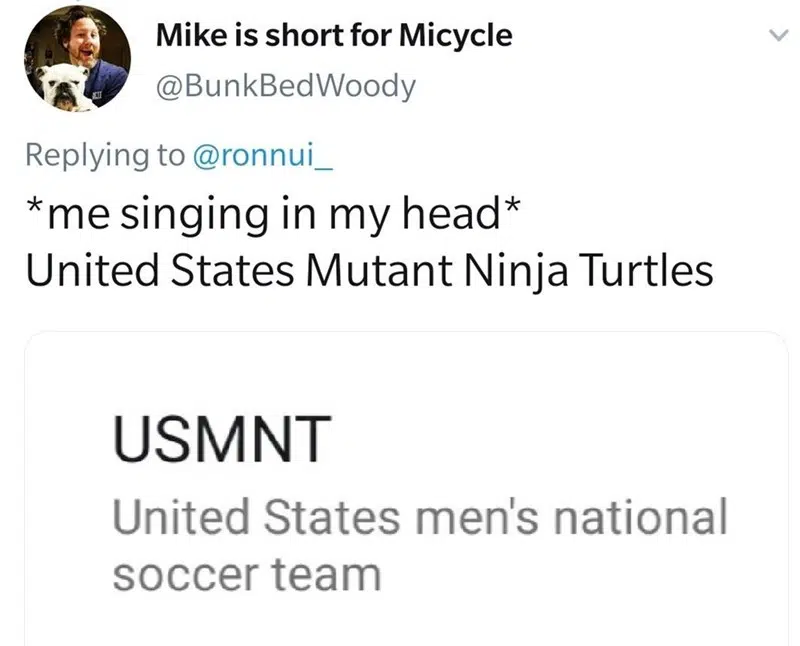 Mike is short for Micycle
@BunkBedWoody
Replying to @ronnui_
*me singing in my head*
United States Mutant Ninja Turtles
USMNT
United States men's national
soccer team